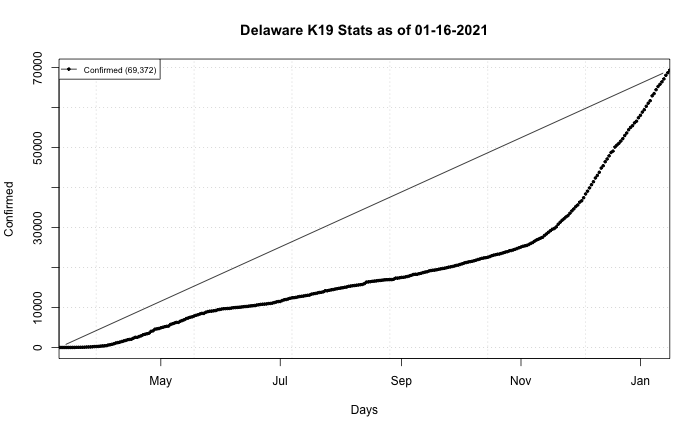 Delaware K19 Stats as of 01-16-2021
Confirmed (69,372)
70000
50000
30000
10000
0
Confirmed
May Jul Sep Nov Jan
Days